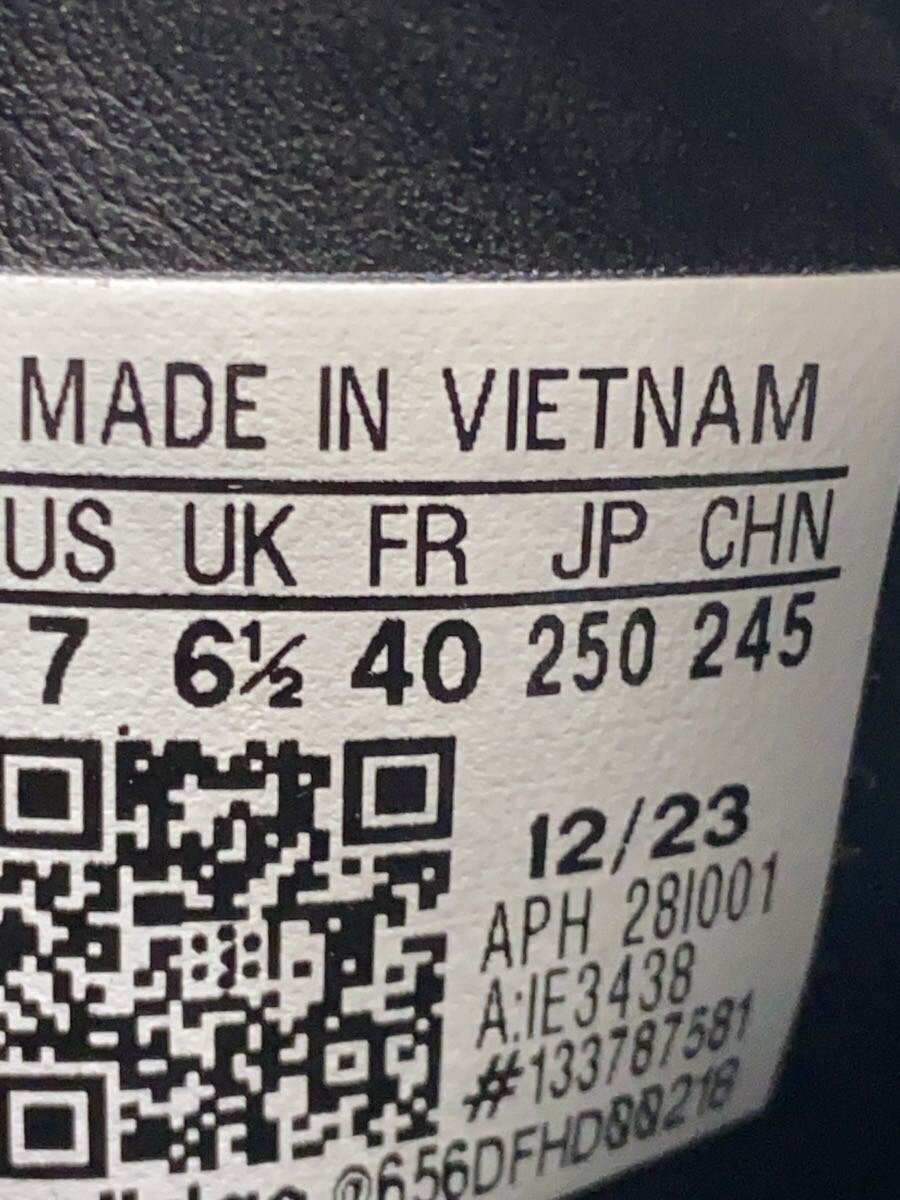 MADE IN VIETNAM
US UK FR JP CHN
7 6½ 40 250 245
12/23
APH 28I001
A:IE3438
#133787581